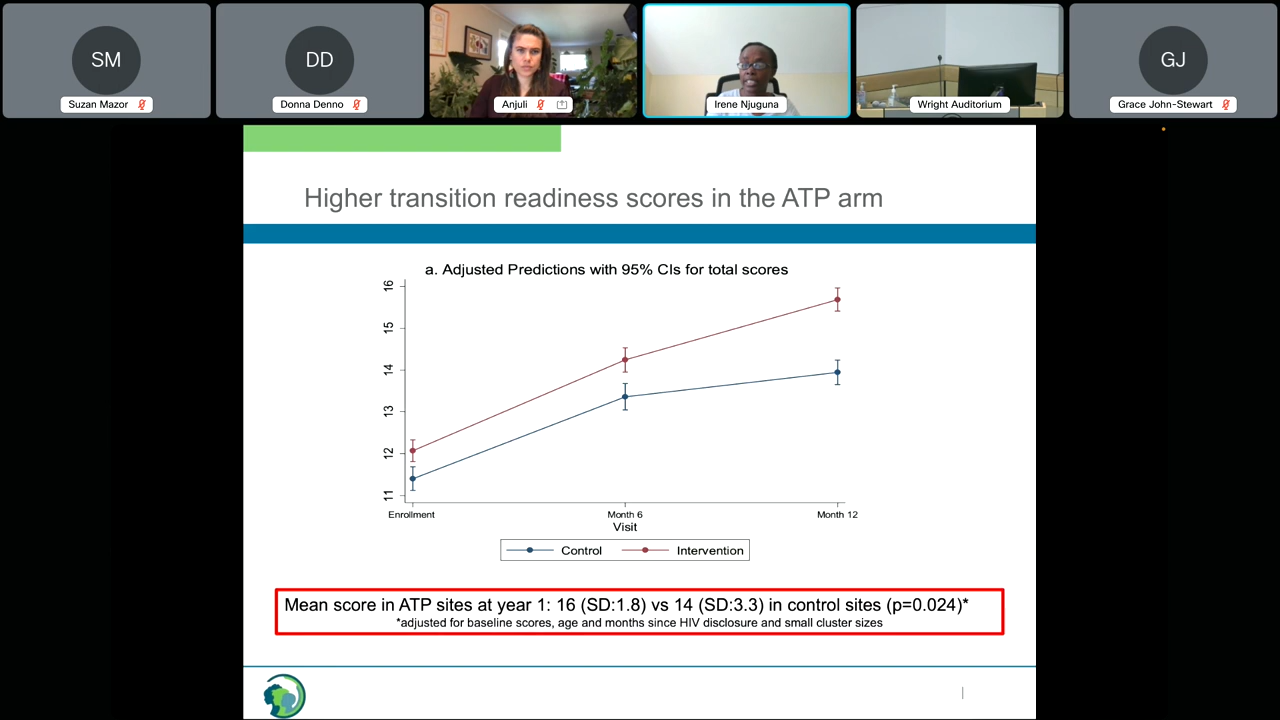 SM
DD
GJ
Suzan Mazor
Donna Denno
Anjuli
Irene Njuguna
Wright Auditorium
Grace John-Stewart
Higher transition readiness scores in the ATP arm
a. Adjusted Predictions with 95% CIs for total scores
16
15
14
13
12
11
Enrollment
Month 6
Month 12
Visit
Control
Intervention
Mean score in ATP sites at year 1: 16 (SD:1.8) vs 14 (SD:3.3) in control sites (p=0.024)*
*adjusted for baseline scores, age and months since HIV disclosure and small cluster sizes